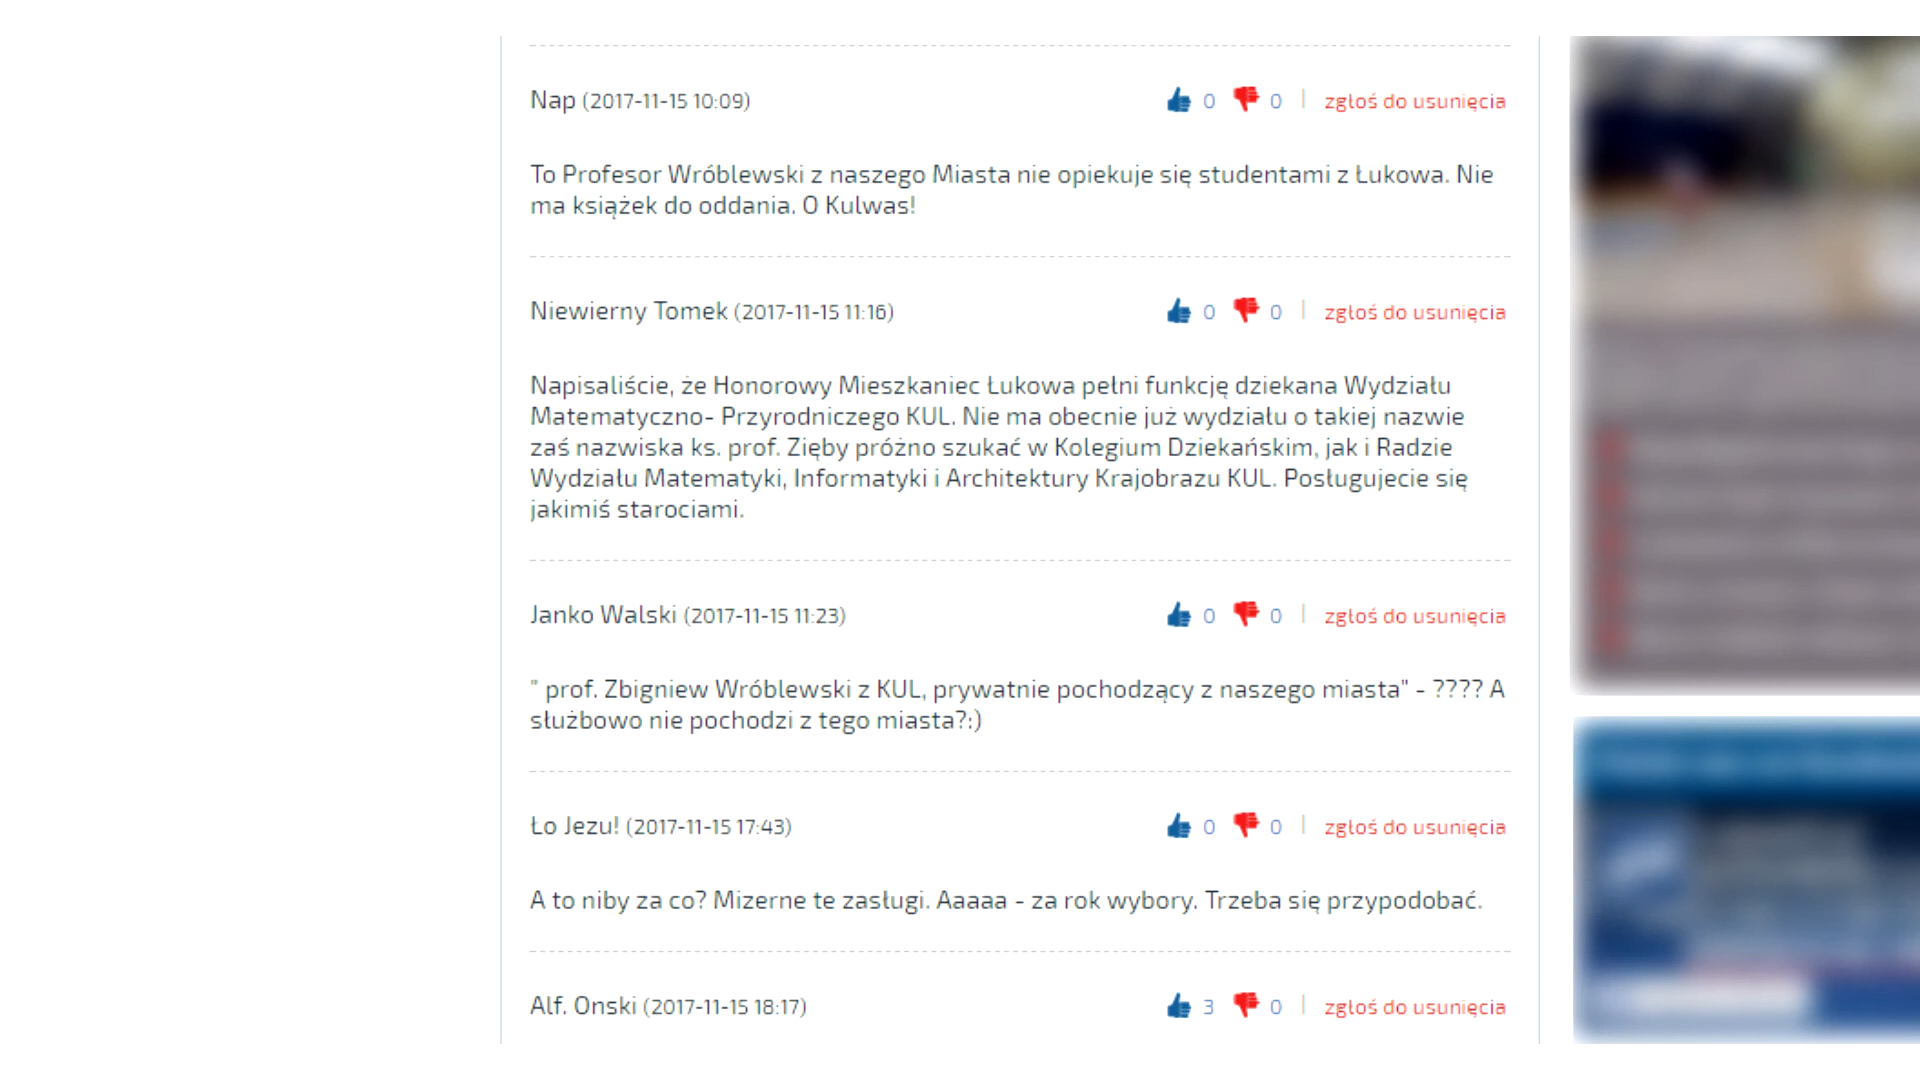 Nap (2017-11-15 10:09) 0 0 | zgłoś do usunięcia
To Profesor Wróblewski z naszego Miasta nie opiekuje się studentami z Łukowa. Nie
ma książek do oddania. O Kulwas!
Niewierny Tomek (2017-11-15 11:16) 0 0 | zgłoś do usunięcia
Napisaliście, że Honorowy Mieszkaniec Łukowa pełni funkcję dziekana Wydziału
Matematyczno- Przyrodniczego KUL. Nie ma obecnie już wydziału o takiej nazwie
zaś nazwiska ks. prof. Zięby próżno szukać w Kolegium Dziekańskim, jak i Radzie
Wydziału Matematyki, Informatyki i Architektury Krajobrazu KUL. Posługujecie się
jakimiś starociami.
Janko Walski (2017-11-15 11:23) 0 0 | zgłoś do usunięcia
" prof. Zbigniew Wróblewski z KUL, prywatnie pochodzący z naszego miasta" - ???? A
służbowo nie pochodzi z tego miasta?:)
Ło Jezu! (2017-11-15 17:43) 0 0 | zgłoś do usunięcia
A to niby za co? Mizerne te zasługi. Aaaaa - za rok wybory. Trzeba się przypodobać.
Alf. Onski (2017-11-15 18:17) 3 0 | zgłoś do usunięcia